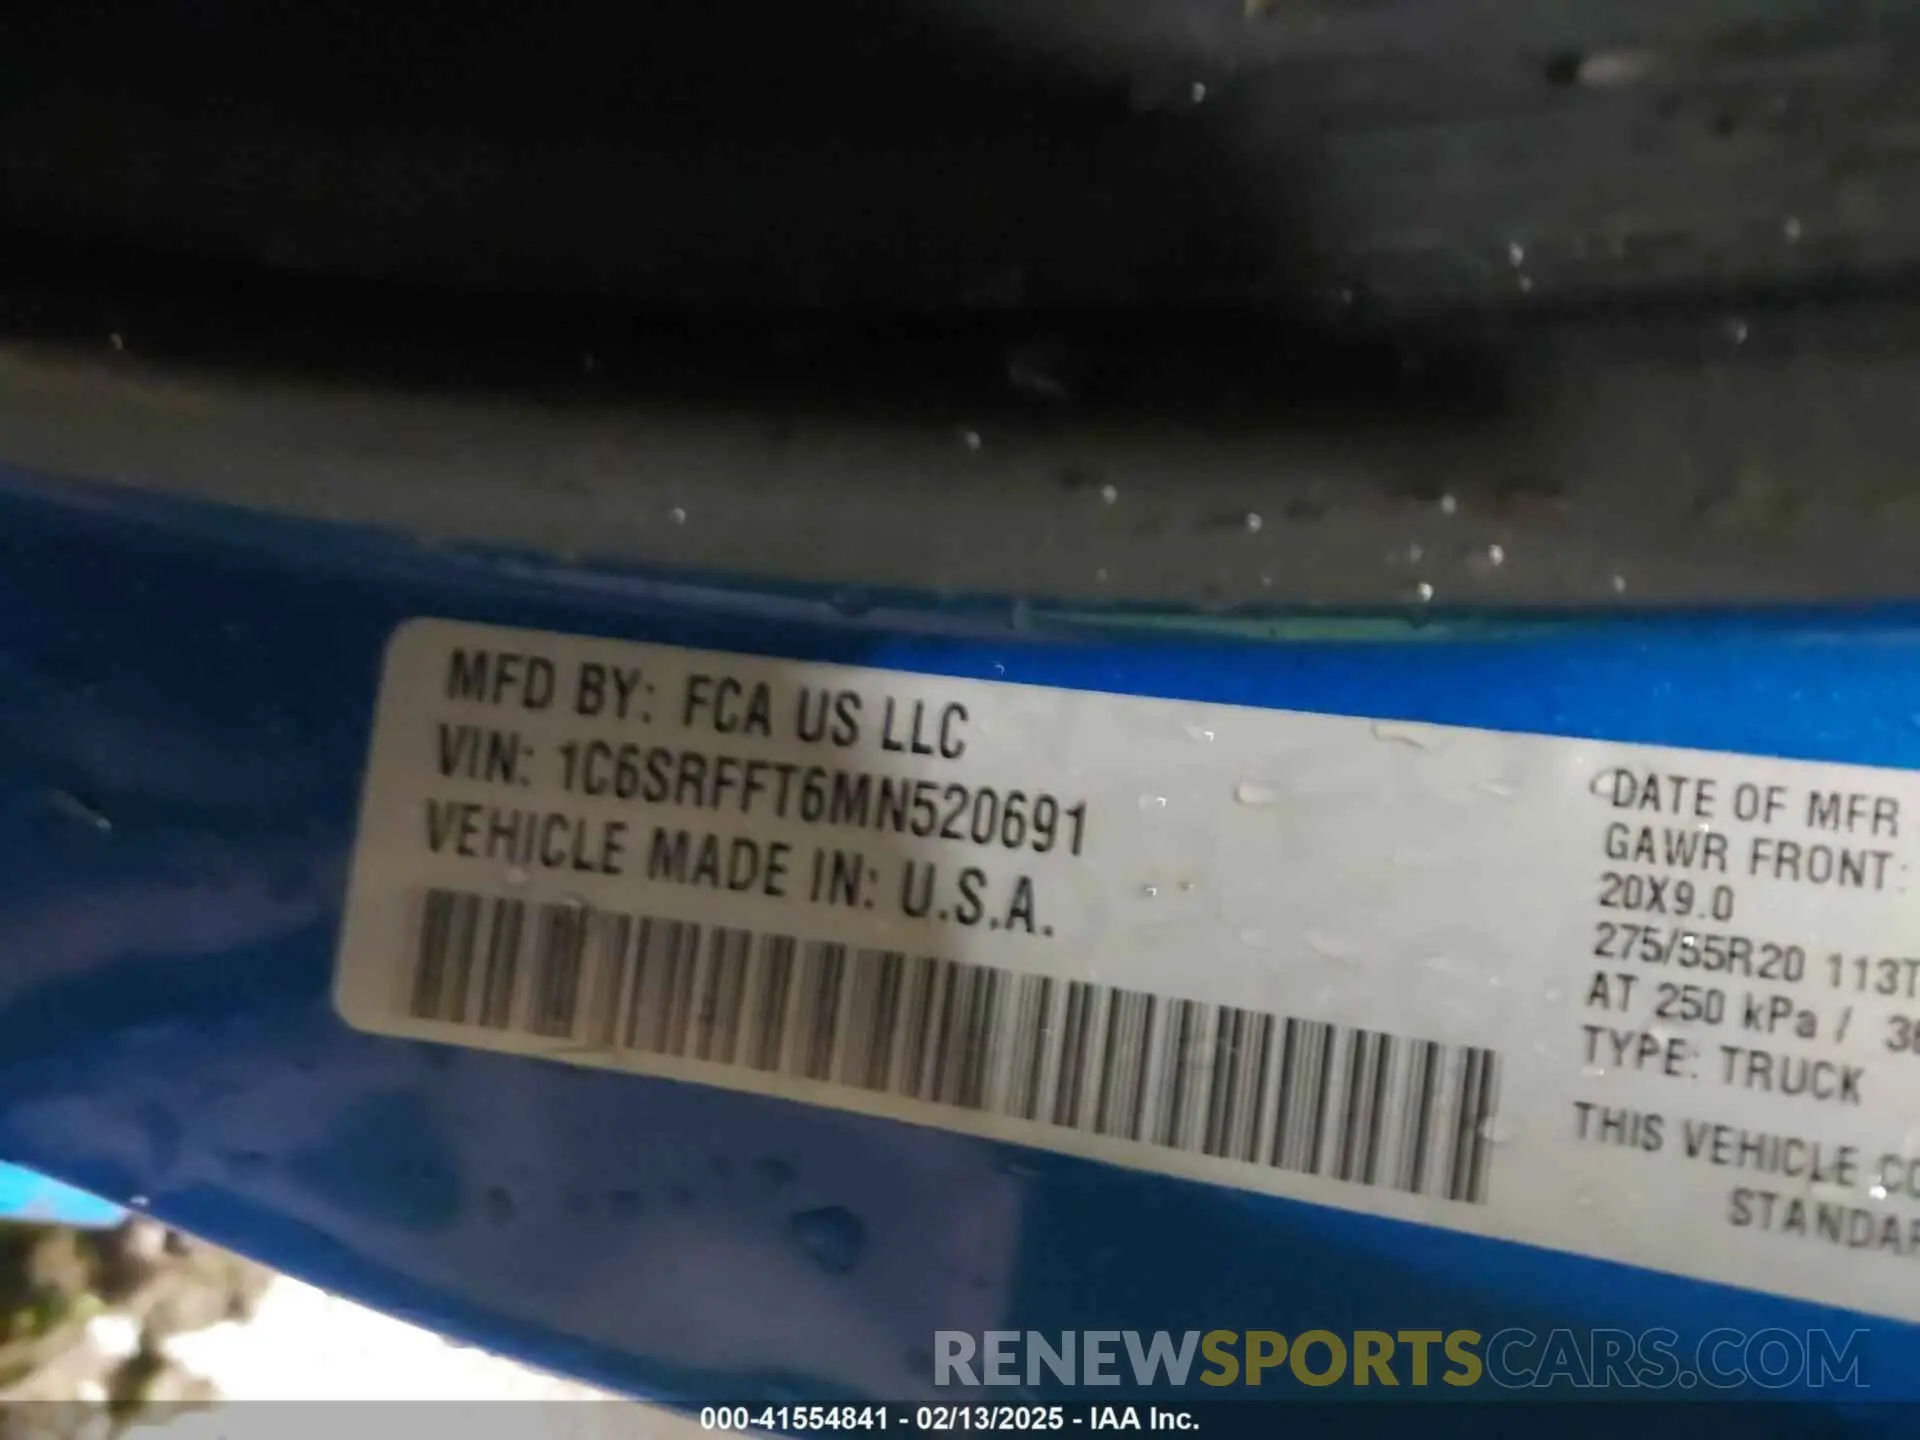 MFD BY: FCA US LLC
VIN: 1C6SRFFT6MN520691
VEHICLE MADE IN: U.S.A.
DATE OF MFR
GAWR FRONT:
20X9.0
275/55R20 113T
AT 250 kPa /
TYPE: TRUCK
THIS VEHICLE
RENEWSPORTSCARS.COM
000-41554841 - 02/13/2025 - IAA Inc.